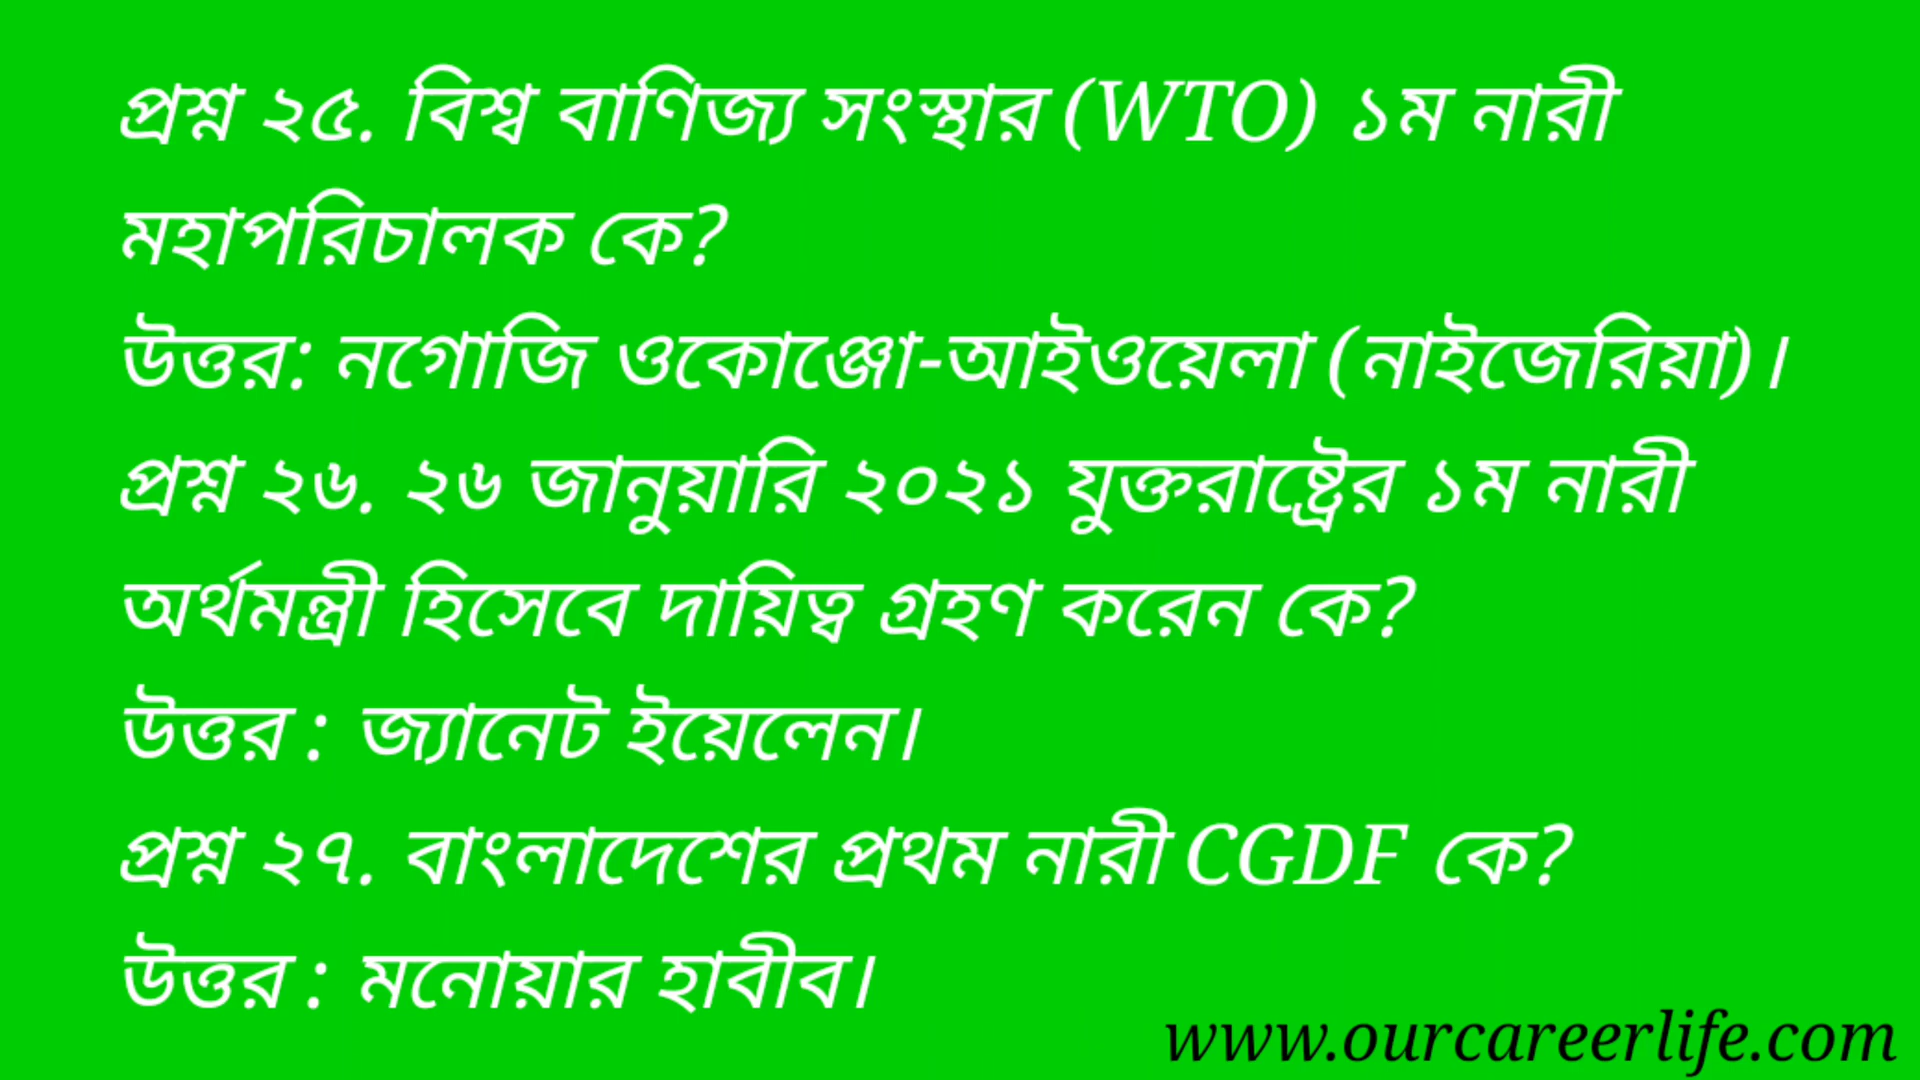 প্রশ্ন ২৫. বিশ্ব বাণিজ্য সংস্থার (WTO) ১ম নারী
মহাপরিচালক কে?
উত্তর: নগোজি ওকোঞ্জো-আইওয়েলা (নাইজেরিয়া)।
প্রশ্ন ২৬. ২৬ জানুয়ারি ২০২১ যুক্তরাষ্ট্রের ১ম নারী
অর্থমন্ত্রী হিসেবে দায়িত্ব গ্রহণ করেন কে?
উত্তর : জ্যানেট ইয়েলেন।
প্রশ্ন ২৭. বাংলাদেশের প্রথম নারী CGDF কে?
উত্তর : মনোয়ার হাবীব।
www.ourcareerlife.com